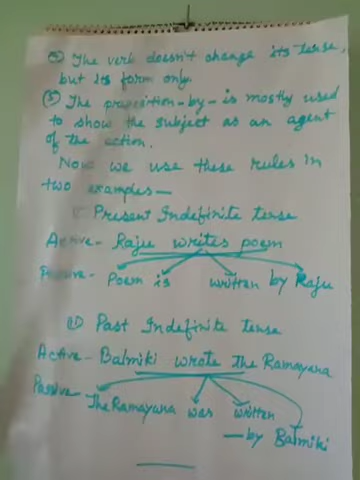 ④ The verb doesn't change its tense,
but its form only.
⑤ The preposition-by-is mostly used
to show the subject as an agent
of the action.
Now we use these rules in
two examples—
Present Indefinite tense
Active- Raju writes poem
Passive- Poem is written by Raju
Past Indefinite tense
Active- Balmiki wrote the Ramayana
Passive- The Ramayana was written
—by Balmiki